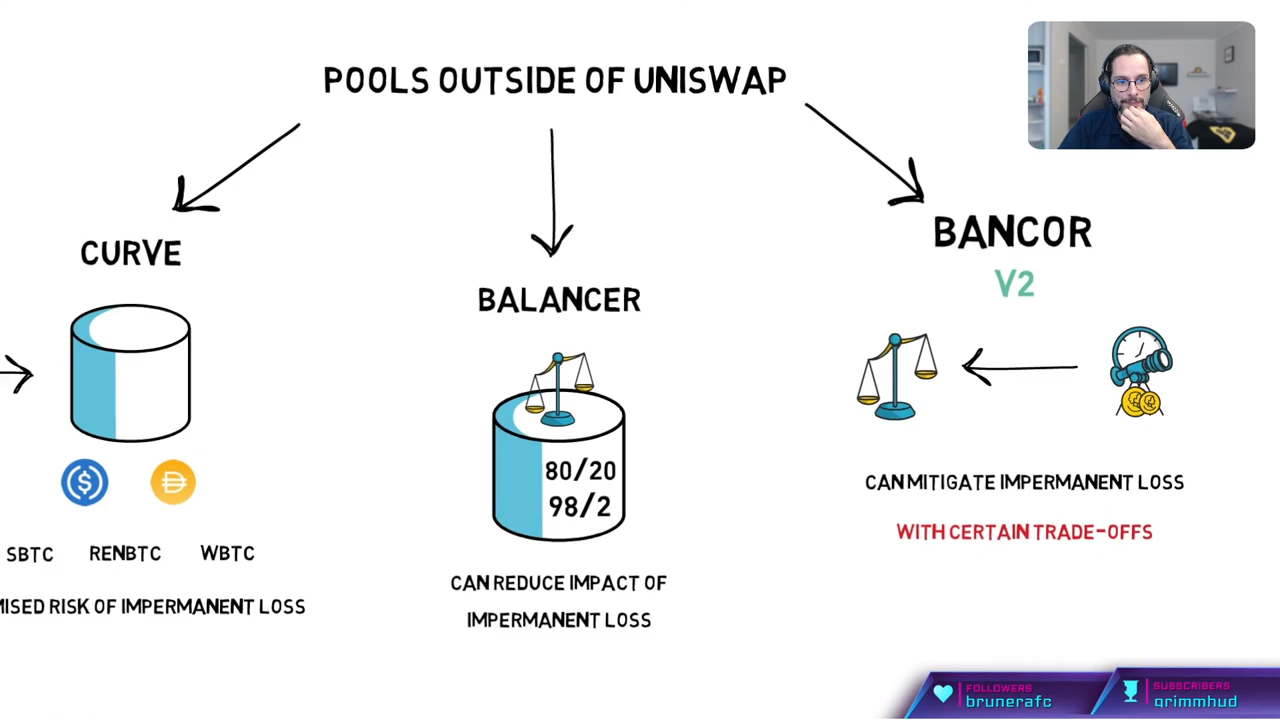 POOLS OUTSIDE OF UNISWAP
CURVE
SBTC RENBTC WBTC
MISED RISK OF IMPERMANENT LOSS
BALANCER
80/20
98/2
CAN REDUCE IMPACT OF
IMPERMANENT LOSS
BANCOR
V2
CAN MITIGATE IMPERMANENT LOSS
WITH CERTAIN TRADE-OFFS
FOLLOWERS
brunerafc
SUBSCRIBERS
grimmhud